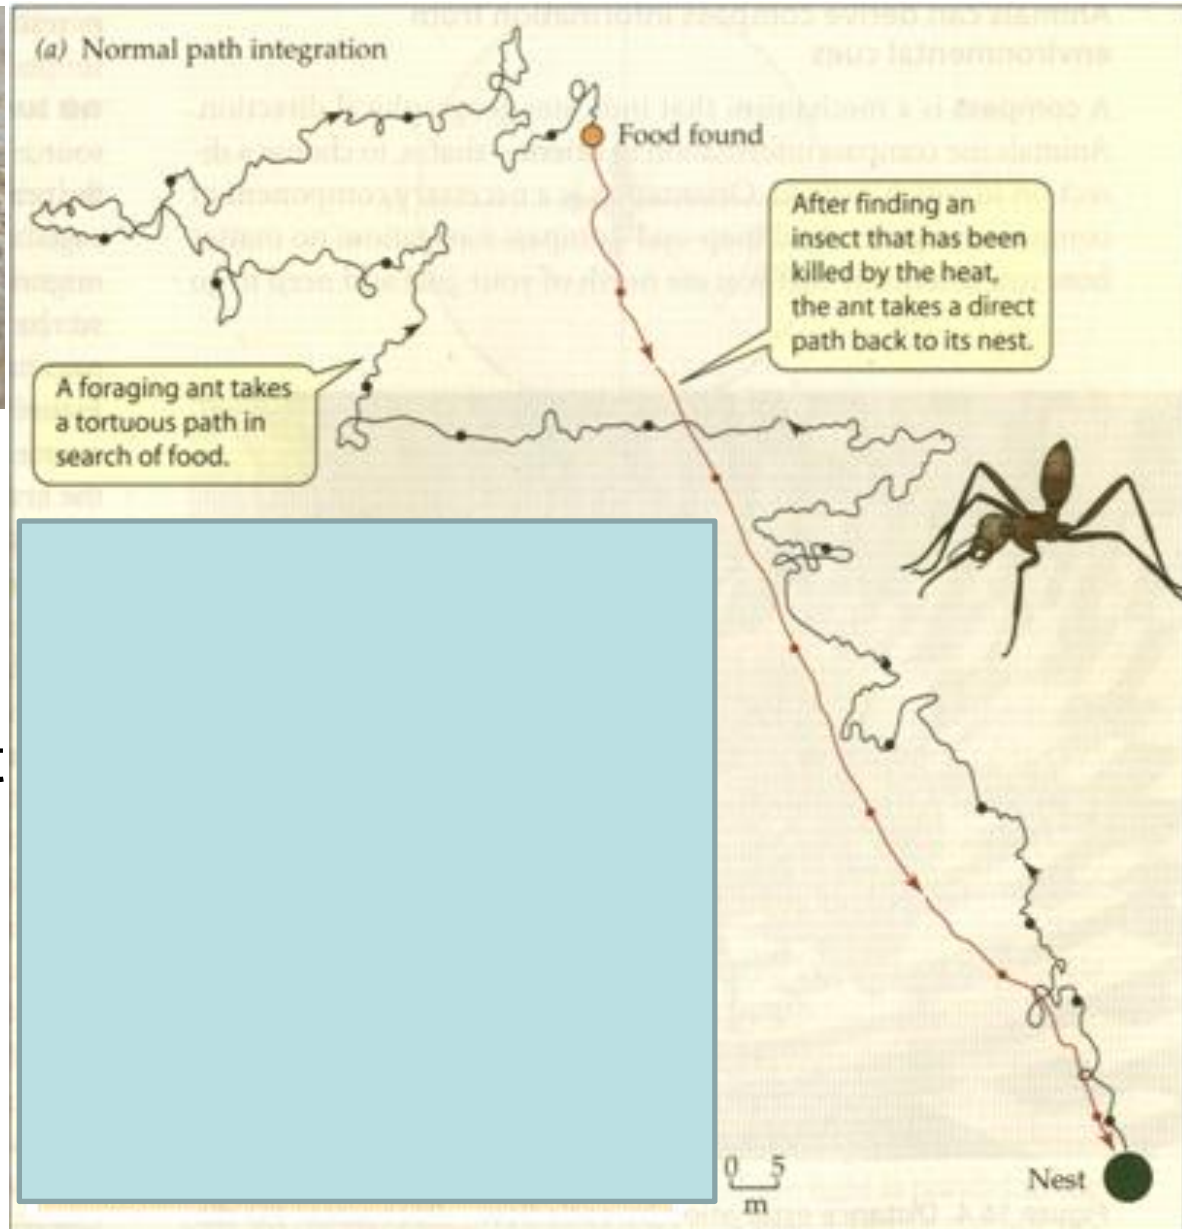 (a) Normal path integration
Food found
After finding an
insect that has been
killed by the heat,
the ant takes a direct
path back to its nest.
A foraging ant takes
a tortuous path in
search of food.
0 5
m
Nest